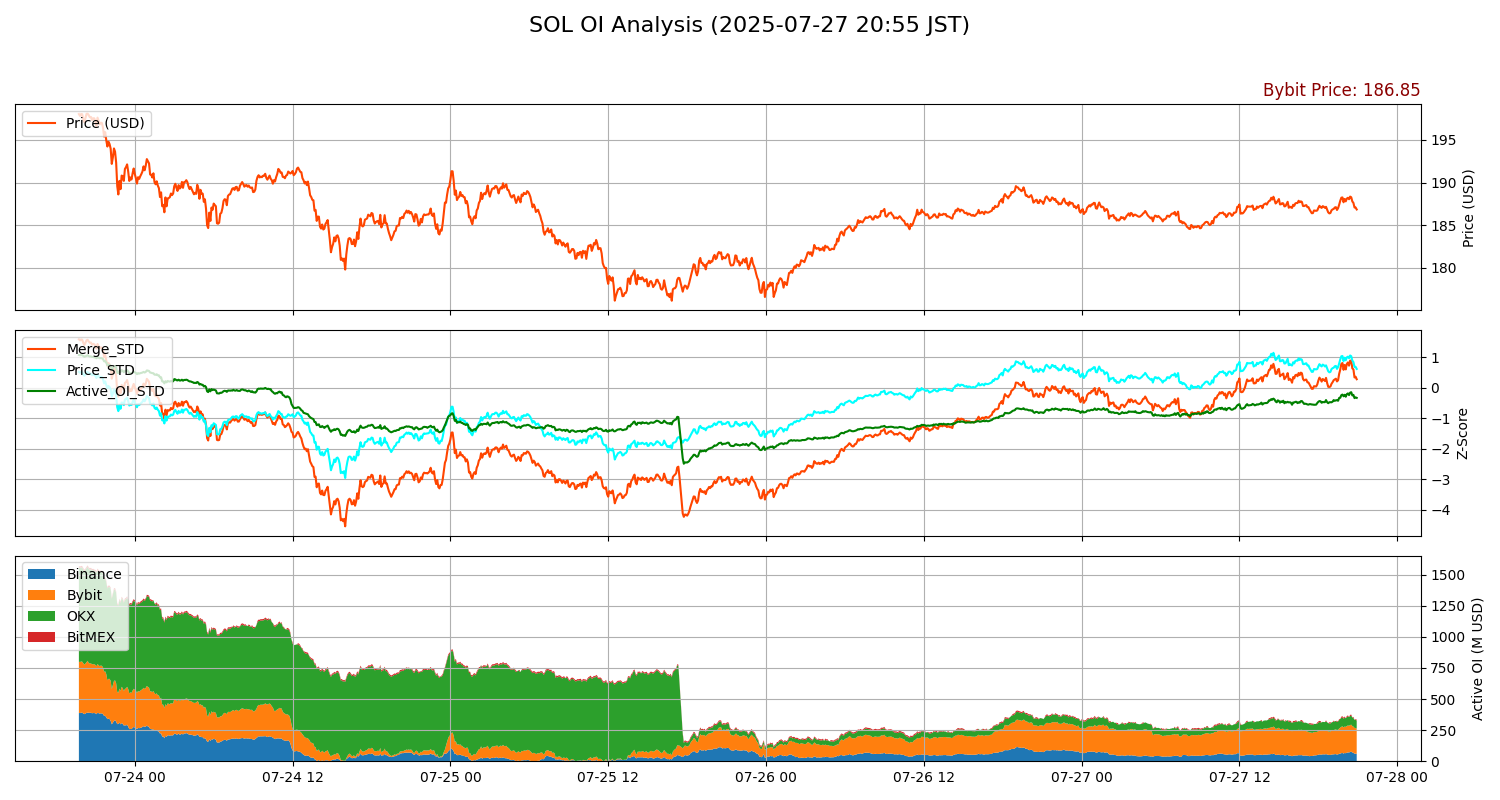 SOL OI Analysis (2025-07-27 20:55 JST)
Bybit Price: 186.85
Price (USD)
195
190
185
180
Price (USD)
Merge_STD
Price_STD
Active_OI_STD
1
0
−1
−2
−3
−4
Z-Score
Binance
Bybit
OKX
BitMEX
1500
1250
1000
750
500
250
0
Active OI (M USD)
07-24 00
07-24 12
07-25 00
07-25 12
07-26 00
07-26 12
07-27 00
07-27 12
07-28 00